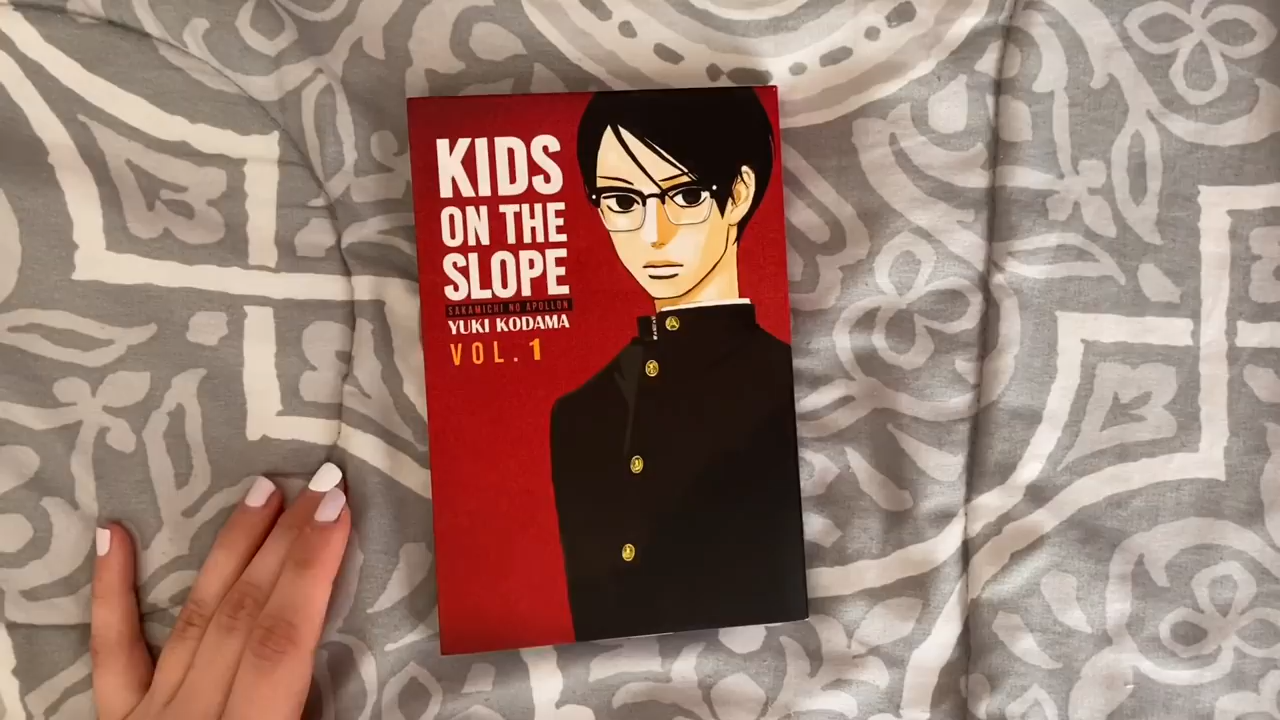 KIDS
ON THE
SLOPE
SAKAMICHI NO APOLLON
YUKI KODAMA
VOL.1